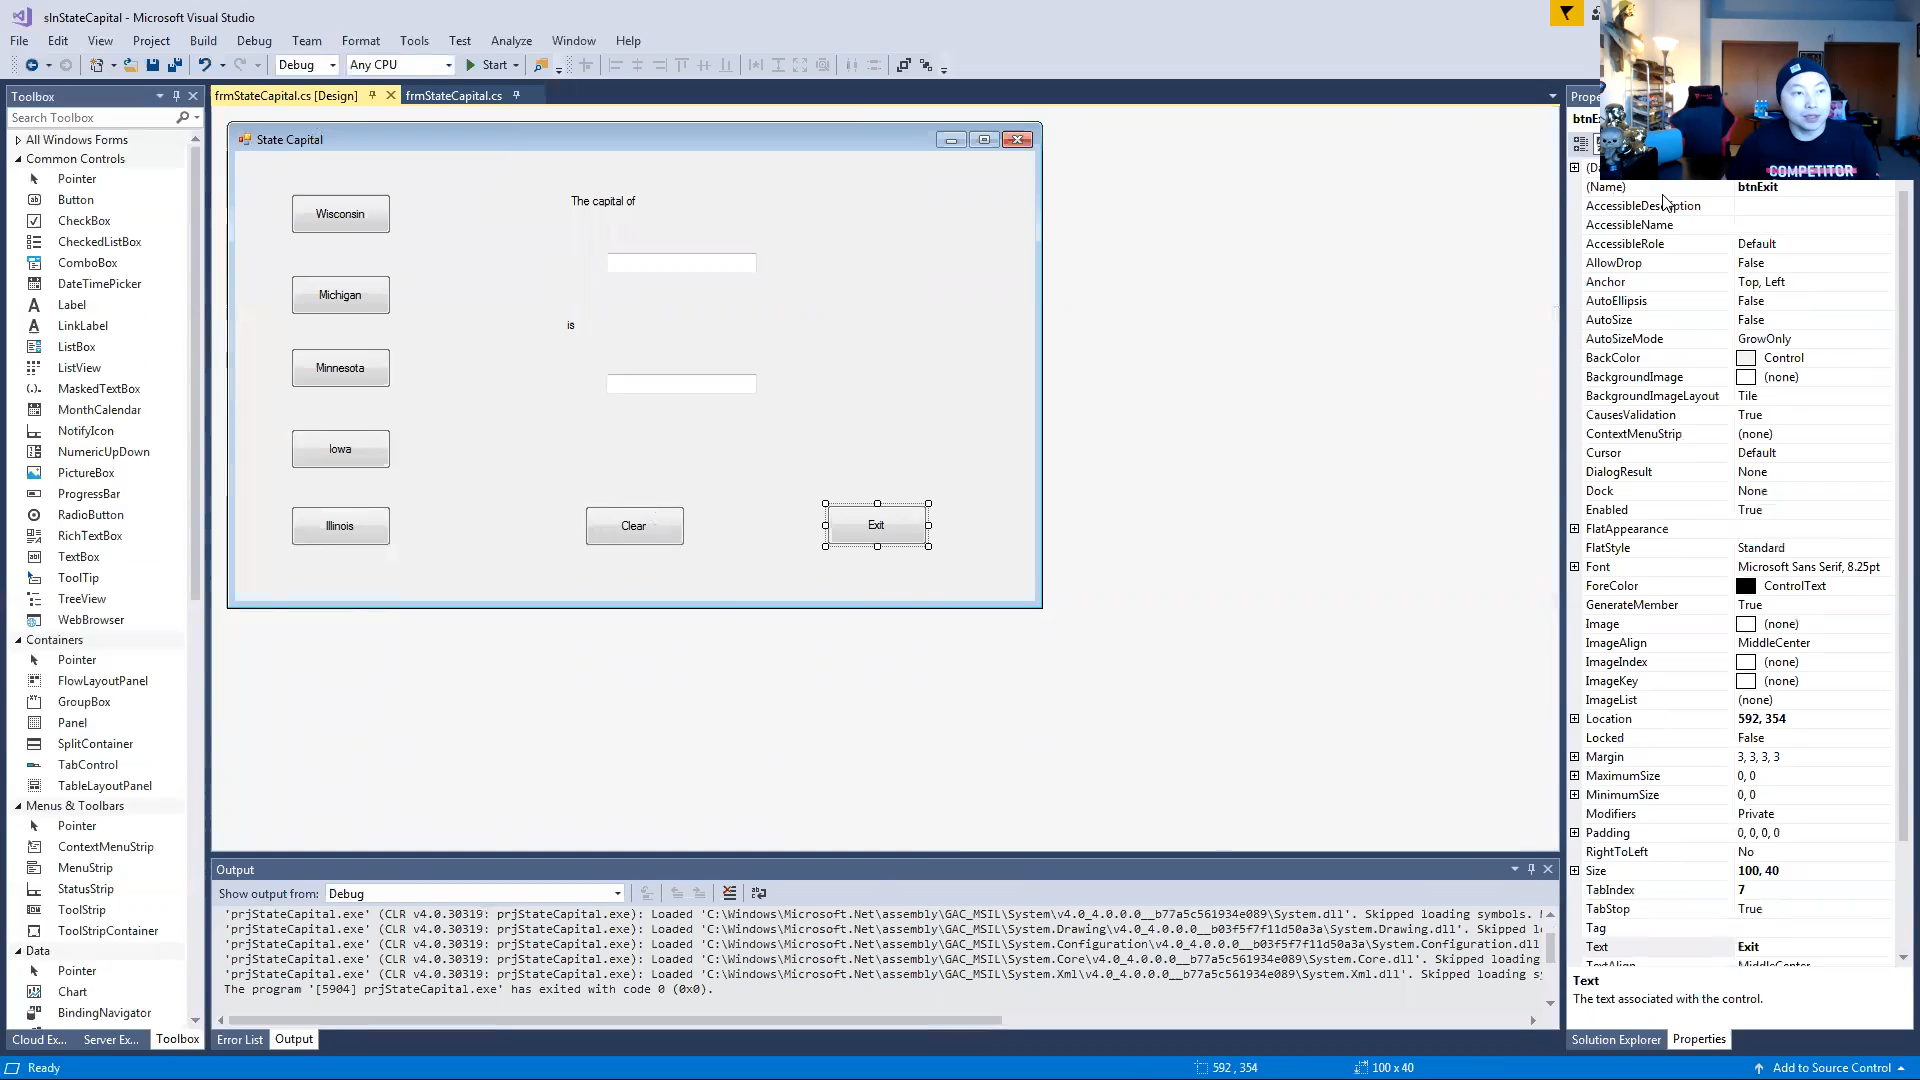 slnStateCapital - Microsoft Visual Studio
File Edit View Project Build Debug Team Format Tools Test Analyze Window Help
Debug Any CPU Start
Toolbox
Search Toolbox
All Windows Forms
Common Controls
Pointer
Button
CheckBox
CheckedListBox
ComboBox
DateTimePicker
Label
LinkLabel
ListBox
ListView
MaskedTextBox
MonthCalendar
NotifyIcon
NumericUpDown
PictureBox
ProgressBar
RadioButton
RichTextBox
TextBox
ToolTip
TreeView
WebBrowser
Containers
Pointer
FlowLayoutPanel
GroupBox
Panel
SplitContainer
TabControl
TableLayoutPanel
Menus & Toolbars
Pointer
ContextMenuStrip
MenuStrip
StatusStrip
ToolStrip
ToolStripContainer
Data
Pointer
Chart
BindingNavigator
Cloud Ex... Server Ex... Toolbox
frmStateCapital.cs [Design] frmStateCapital.cs
State Capital
Wisconsin
The capital of
Michigan
is
Minnesota
Iowa
Illinois Clear Exit
Output
Show output from: Debug
'prjStateCapital.exe' (CLR v4.0.30319: prjStateCapital.exe): Loaded 'C:\Windows\Microsoft.Net\assembly\GAC_MSIL\System\v4.0_4.0.0.0__b77a5c561934e089\System.dll'. Skipped loading symbols.
'prjStateCapital.exe' (CLR v4.0.30319: prjStateCapital.exe): Loaded 'C:\Windows\Microsoft.Net\assembly\GAC_MSIL\System.Drawing\v4.0_4.0.0.0__b03f5f7f11d50a3a\System.Drawing.dll'. Skipped
'prjStateCapital.exe' (CLR v4.0.30319: prjStateCapital.exe): Loaded 'C:\Windows\Microsoft.Net\assembly\GAC_MSIL\System.Configuration\v4.0_4.0.0.0__b03f5f7f11d50a3a\System.Configuration.dll
'prjStateCapital.exe' (CLR v4.0.30319: prjStateCapital.exe): Loaded 'C:\Windows\Microsoft.Net\assembly\GAC_MSIL\System.Core\v4.0_4.0.0.0__b77a5c561934e089\System.Core.dll'. Skipped loading
'prjStateCapital.exe' (CLR v4.0.30319: prjStateCapital.exe): Loaded 'C:\Windows\Microsoft.Net\assembly\GAC_MSIL\System.Xml\v4.0_4.0.0.0__b77a5c561934e089\System.Xml.dll'. Skipped loading
The program '[5904] prjStateCapital.exe' has exited with code 0 (0x0).
Error List Output
COMPETITOR
(Name) btnExit
AccessibleDescription
AccessibleName
AccessibleRole Default
AllowDrop False
Anchor Top, Left
AutoEllipsis False
AutoSize False
AutoSizeMode GrowOnly
BackColor Control
BackgroundImage (none)
BackgroundImageLayout Tile
CausesValidation True
ContextMenuStrip (none)
Cursor Default
DialogResult None
Dock None
Enabled True
FlatAppearance
FlatStyle Standard
Font Microsoft Sans Serif, 8.25pt
ForeColor ControlText
GenerateMember True
Image (none)
ImageAlign MiddleCenter
ImageIndex (none)
ImageKey (none)
ImageList (none)
Location 592, 354
Locked False
Margin 3, 3, 3, 3
MaximumSize 0, 0
MinimumSize 0, 0
Modifiers Private
Padding 0, 0, 0, 0
RightToLeft No
Size 100, 40
TabIndex 7
TabStop True
Tag
Text Exit
TextAlign MiddleCenter
Text
The text associated with the control.
Solution Explorer Properties
Ready 592 , 354 100 x 40 Add to Source Control